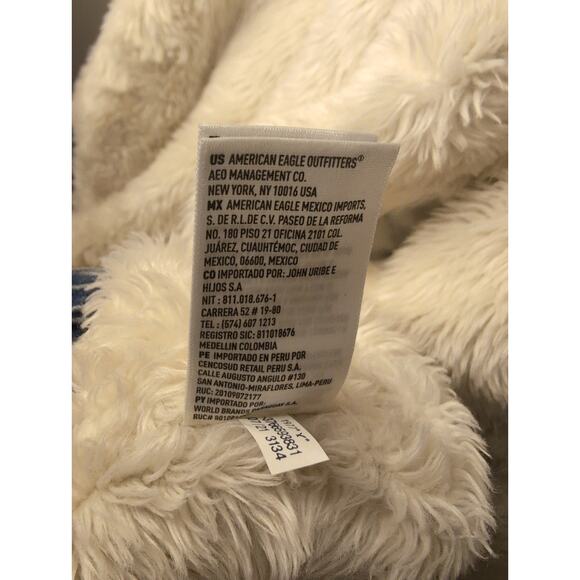 US AMERICAN EAGLE OUTFITTERS®
AEO MANAGEMENT CO.
NEW YORK, NY 10016 USA
MX AMERICAN EAGLE MEXICO IMPORTS,
S. DE R.L.DE C.V. PASEO DE LA REFORMA
NO. 180 PISO 21 OFICINA 2101 COL.
JUÁREZ, CUAUHTÉMOC, CIUDAD DE
MÉXICO, 06600, MEXICO
CO IMPORTADO POR: JOHN URIBE E
HIJOS S.A
NIT : 811.018.676-1
CARRERA 52 # 19-80
TEL : (574) 607 1213
REGISTRO SIC: 811018676
MEDELLIN COLOMBIA
PE IMPORTADO EN PERU POR
CENCOSUD RETAIL PERU S.A.
CALLE AUGUSTO ANGULO #130
SAN ANTONIO-MIRAFLORES, LIMA-PERU
RUC: 20109072177
PY IMPORTADO POR:
WORLD BRANDS PARAGUAY S.A.
RUC#
3134